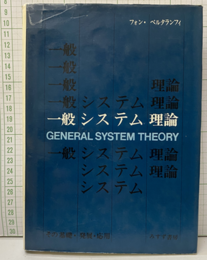 フォン・ベルタランフィ
一般
一般
一般 理論
一般 システム 理論
一般 システム 理論
GENERAL SYSTEM THEORY
一般 システム 理論
システム 理論
システム